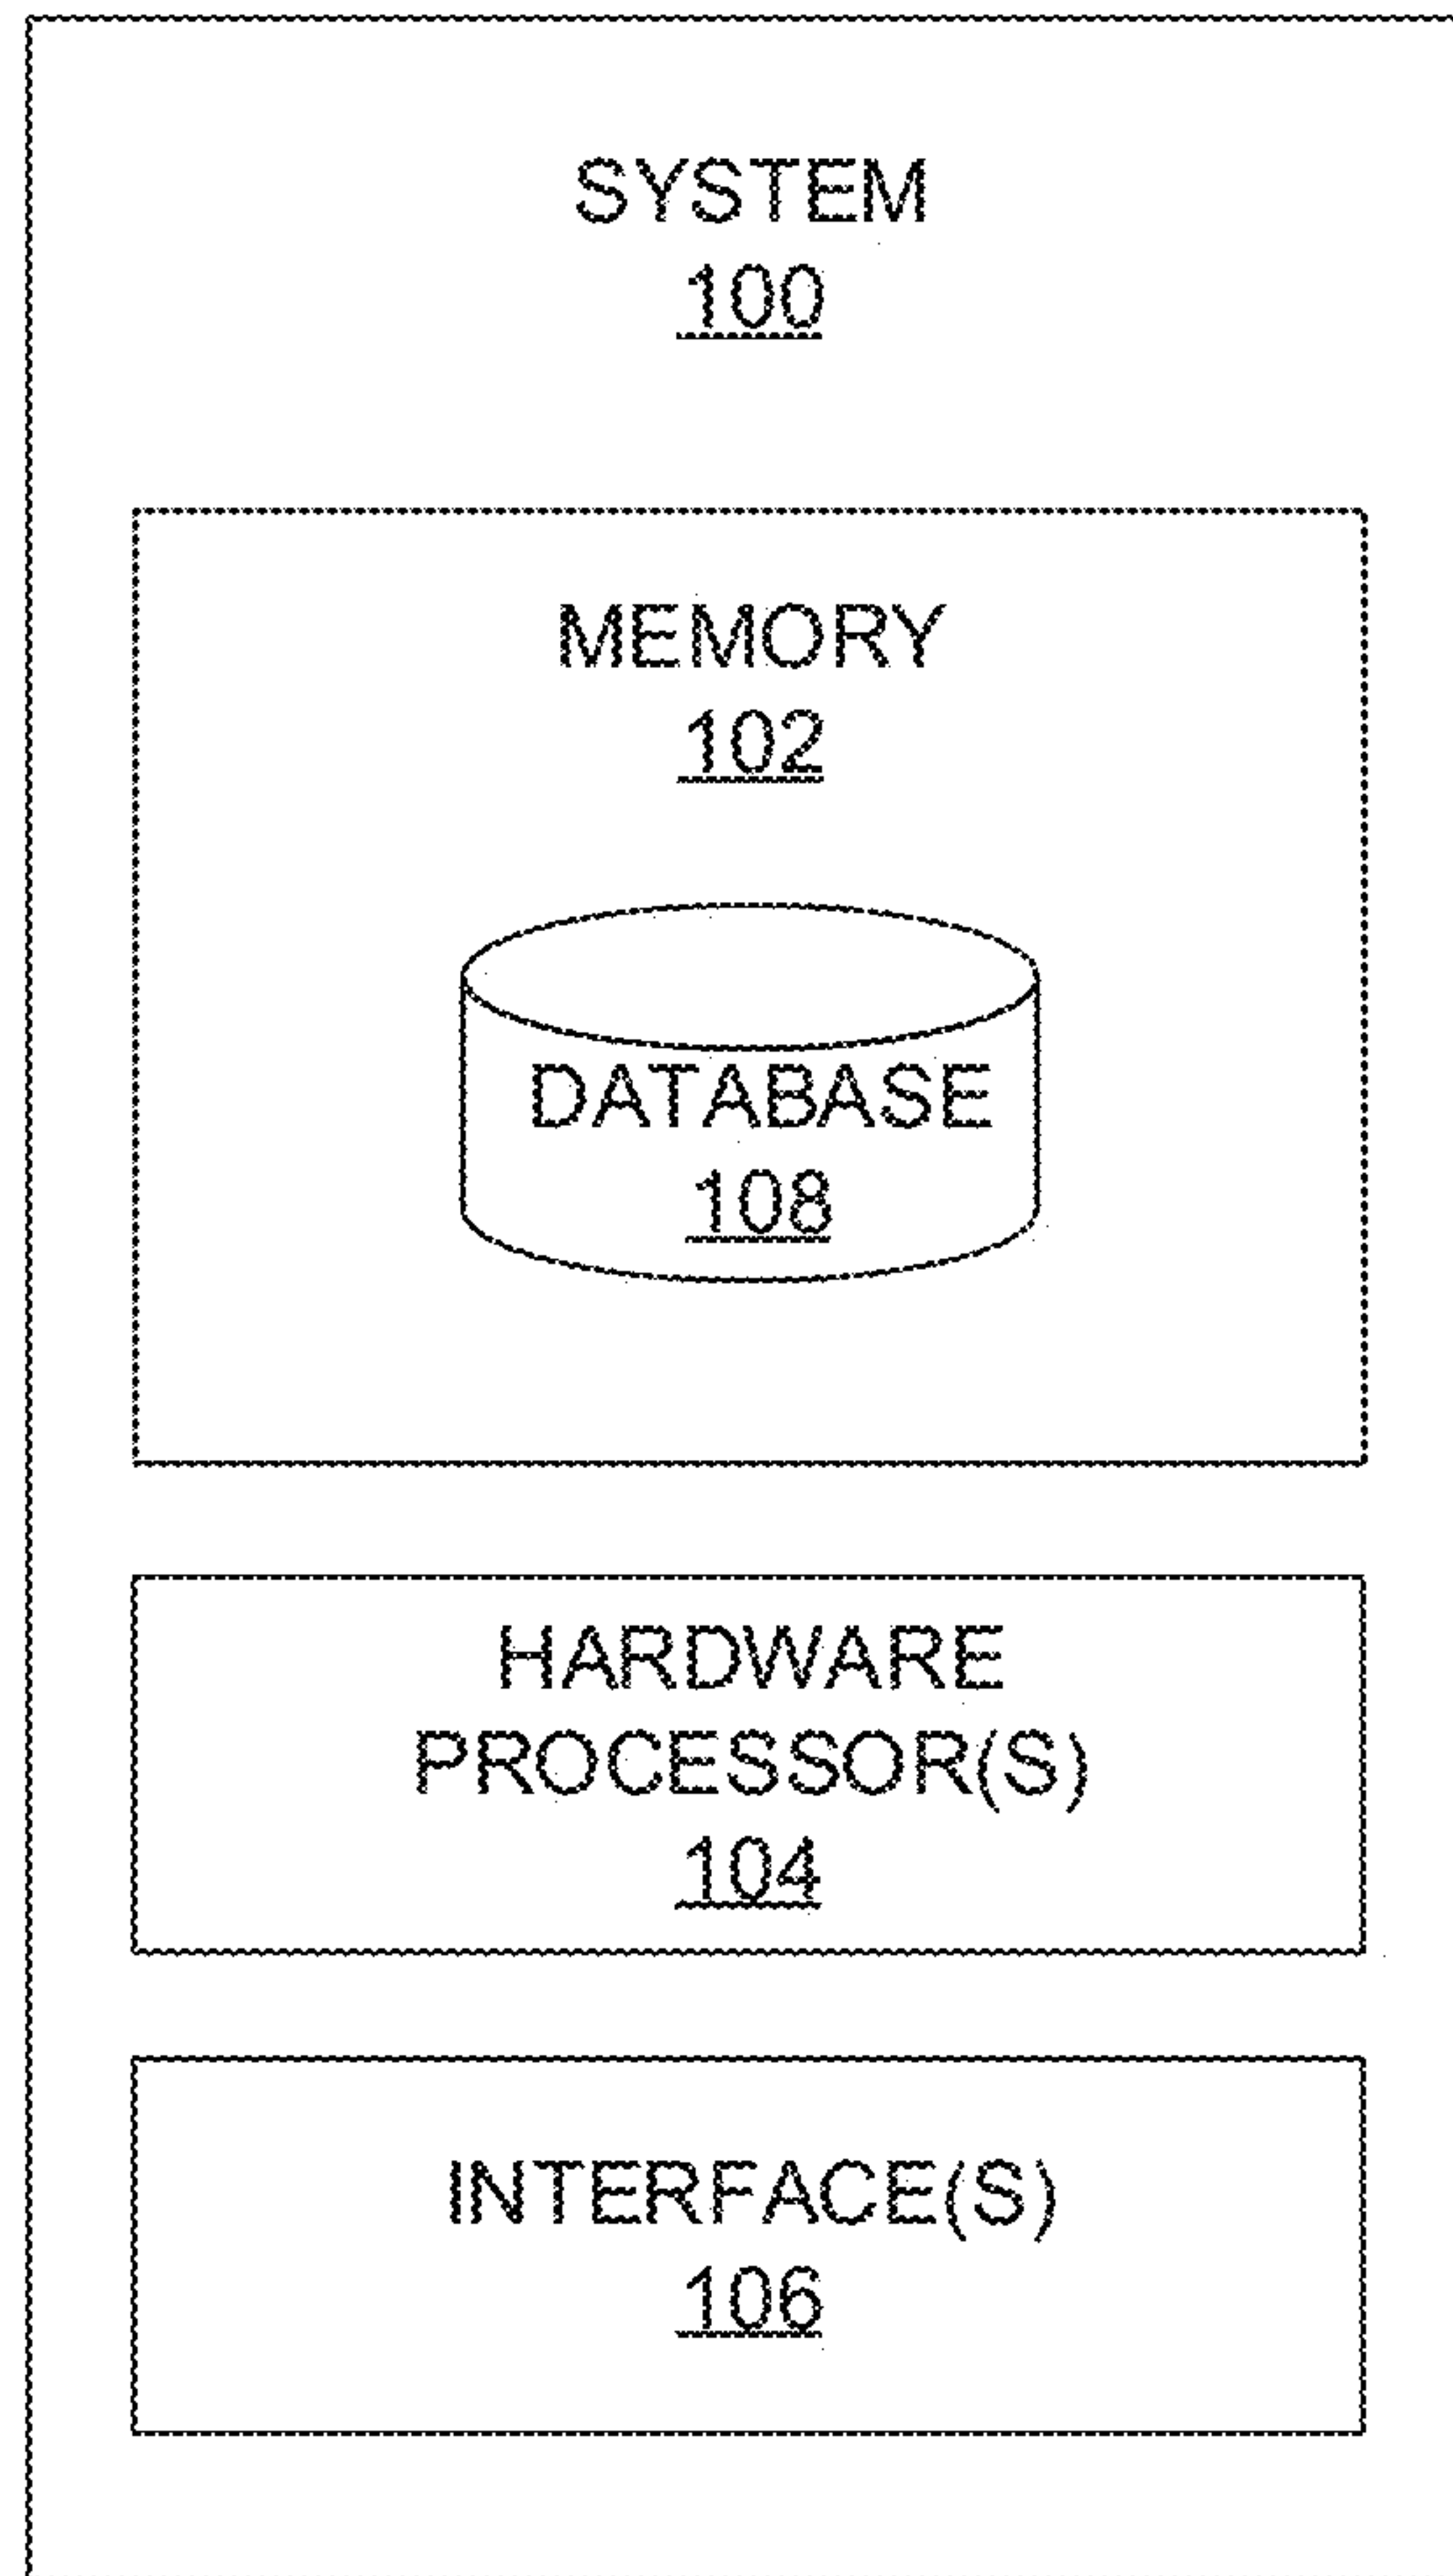 SYSTEM
100
MEMORY
102
DATABASE
108
HARDWARE
PROCESSOR(S)
104
INTERFACE(S)
106